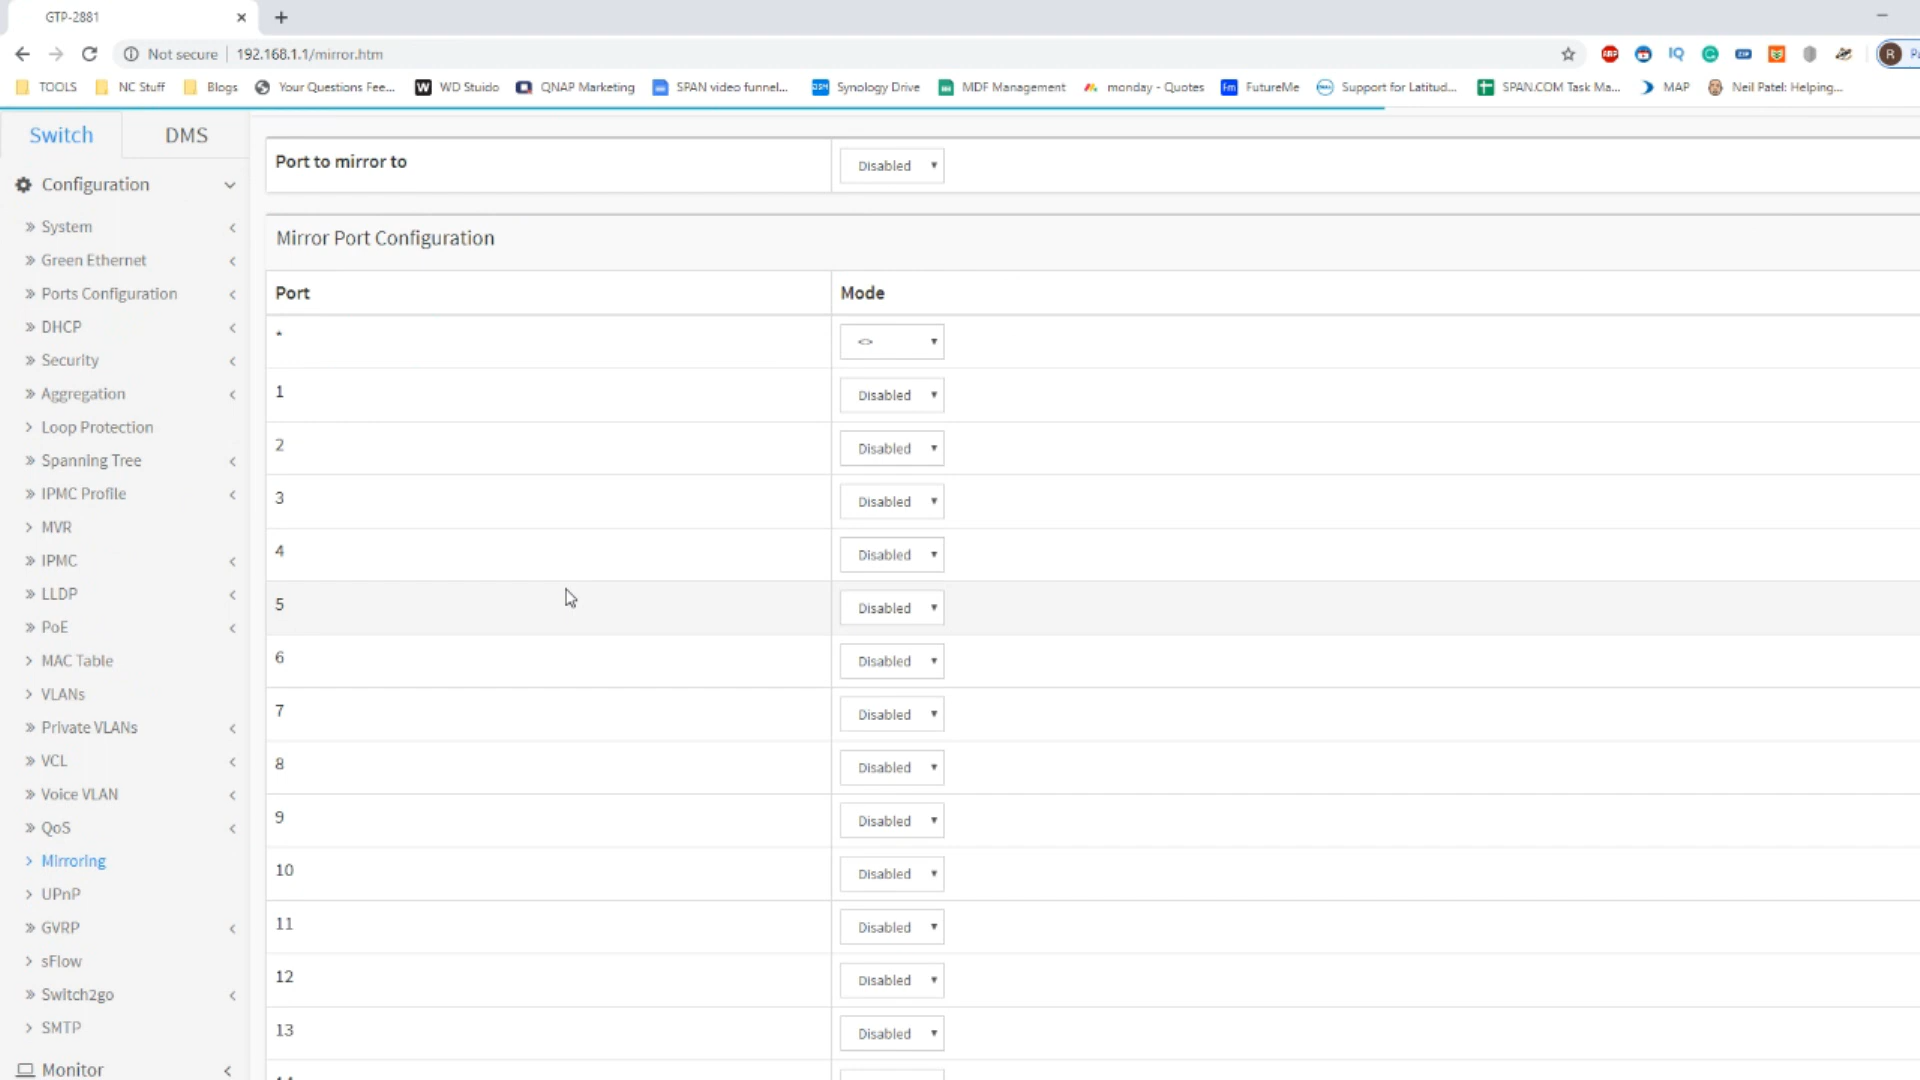 GTP-2881
Not secure | 192.168.1.1/mirror.htm
TOOLS NC Stuff Blogs Your Questions Fee... WD Stuido QNAP Marketing SPAN video funnel... Synology Drive MDF Management monday - Quotes FutureMe Support for Latitud... SPAN.COM Task Ma... MAP Neil Patel: Helping...
Switch DMS
Configuration
System
Green Ethernet
Ports Configuration
DHCP
Security
Aggregation
Loop Protection
Spanning Tree
IPMC Profile
MVR
IPMC
LLDP
PoE
MAC Table
VLANs
Private VLANs
VCL
Voice VLAN
QoS
Mirroring
UPnP
GVRP
sFlow
Switch2go
SMTP
Monitor
Port to mirror to Disabled
Mirror Port Configuration
Port Mode
* <>
1 Disabled
2 Disabled
3 Disabled
4 Disabled
5 Disabled
6 Disabled
7 Disabled
8 Disabled
9 Disabled
10 Disabled
11 Disabled
12 Disabled
13 Disabled